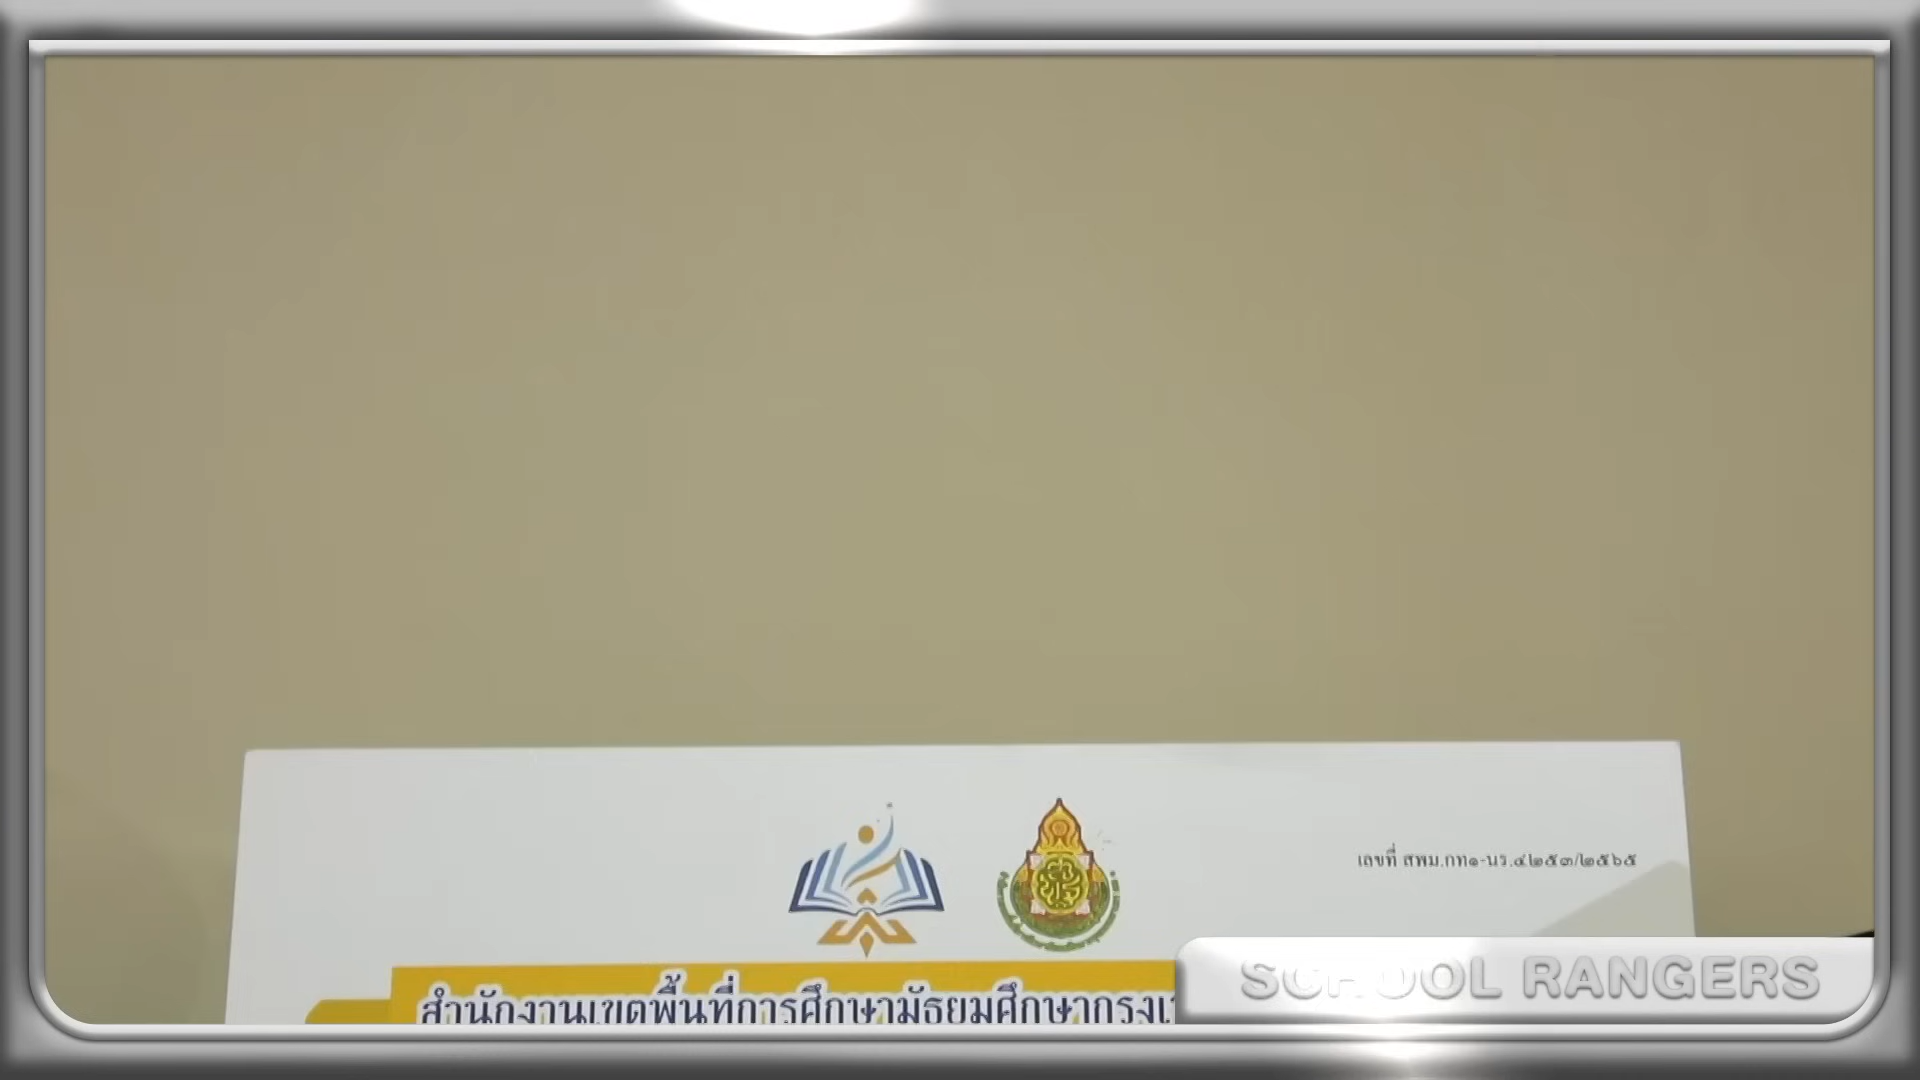 เลขที่ สพม.กท๑-นร.๔๒๕๓/๒๕๖๕
สำนักงานเขตพื้นที่การศึกษามัธยมศึกษากรุงเ
SCHOOL RANGERS